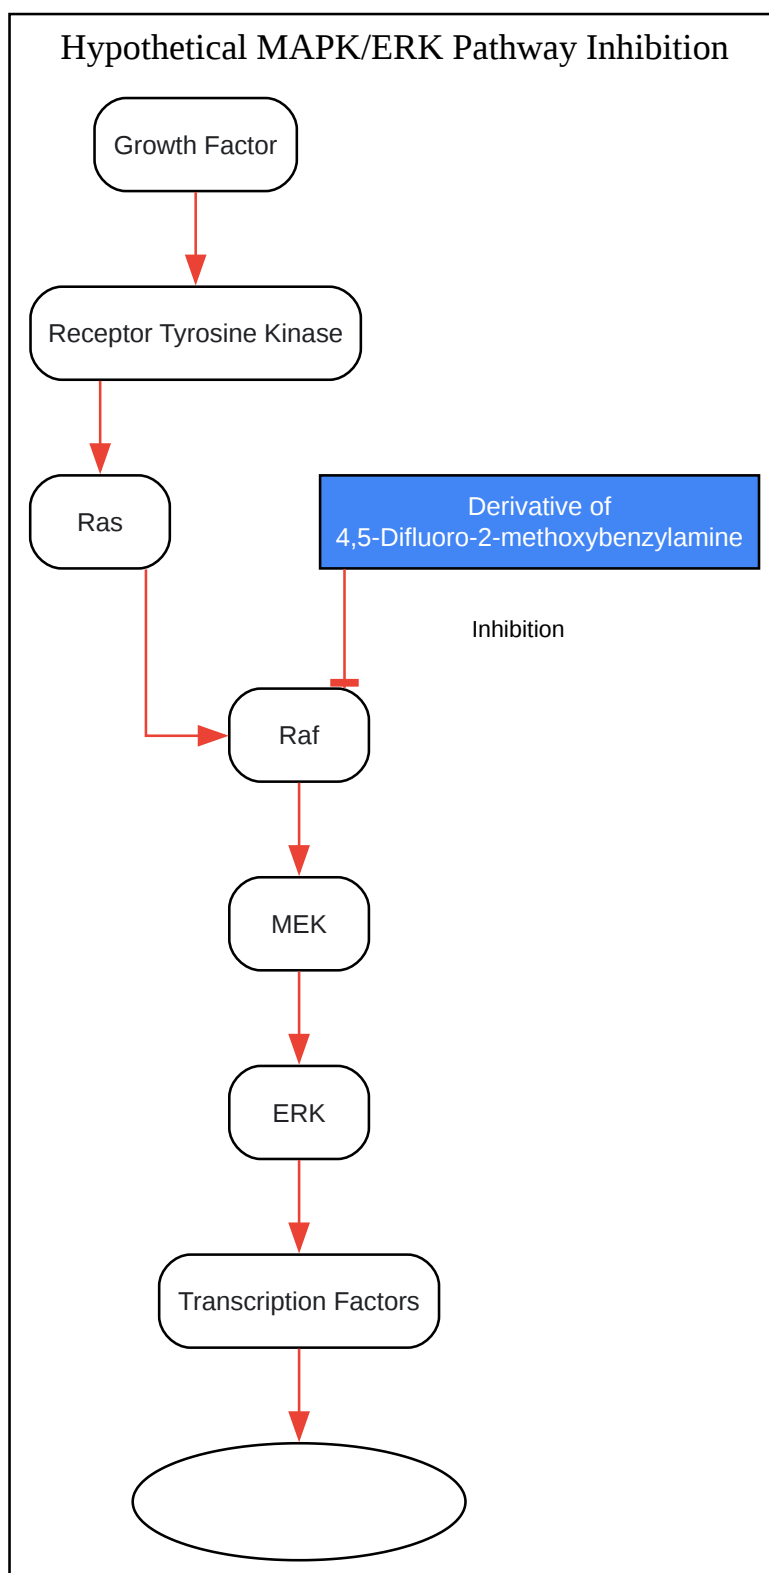 Hypothetical MAPK/ERK Pathway Inhibition
Growth Factor
Receptor Tyrosine Kinase
Ras
Derivative of
4,5-Difluoro-2-methoxybenzylamine
Inhibition
Raf
MEK
ERK
Transcription Factors